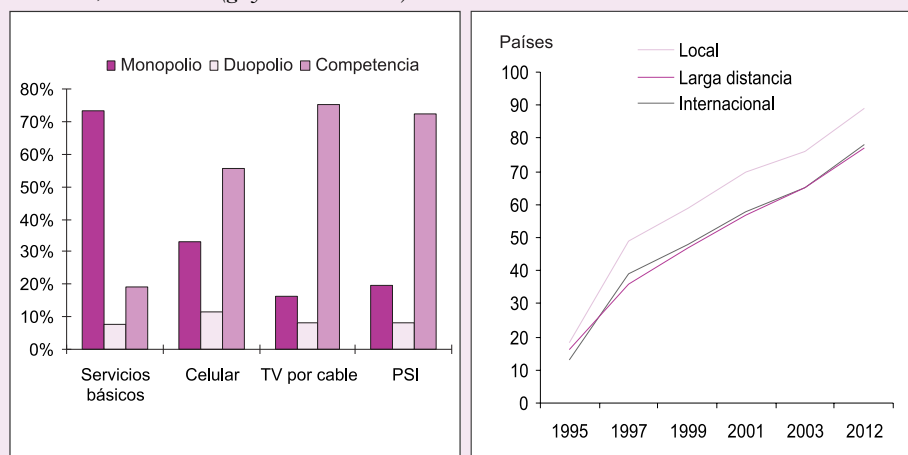 Monopolio Duopolio Competencia
80%
70%
60%
50%
40%
30%
20%
10%
0%
Servicios básicos
Celular
TV por cable
PSI
Países
Local
Larga distancia
Internacional
100
90
80
70
60
50
40
30
20
10
0
1995 1997 1999 2001 2003 2012